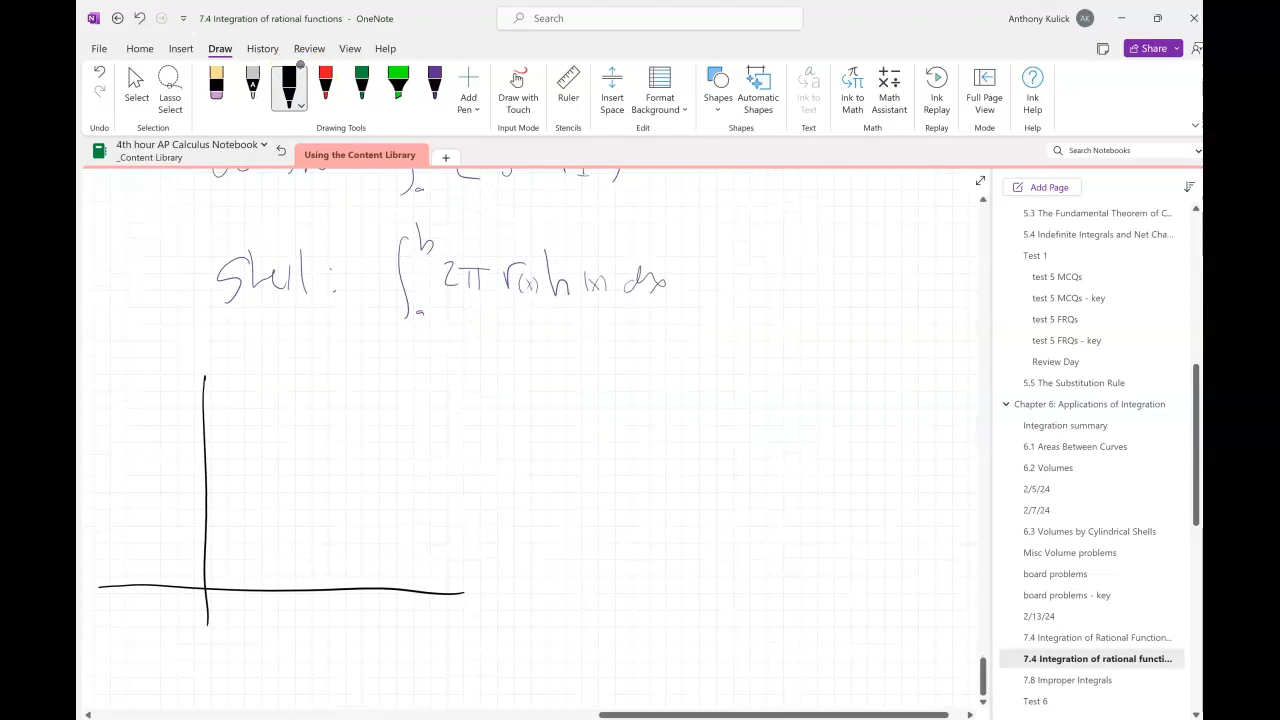 7.4 Integration of rational functions - OneNote
Search
Anthony Kulick
AK
File Home Insert Draw History Review View Help
Share
Select
Lasso Select
Add Pen
Draw with Touch
Ruler
Insert Space
Format Background
Shapes
Automatic Shapes
Ink to Text
Ink to Math
Math Assistant
Ink Replay
Full Page View
Ink Help
Undo Selection Drawing Tools Input Mode Stencils Edit Shapes Text Math Replay Mode Help
4th hour AP Calculus Notebook
_Content Library
Using the Content Library
+
Search Notebooks
Add Page
5.3 The Fundamental Theorem of C...
5.4 Indefinite Integrals and Net Cha...
Test 1
test 5 MCQs
test 5 MCQs - key
test 5 FRQs
test 5 FRQs - key
Review Day
5.5 The Substitution Rule
Chapter 6: Applications of Integration
Integration summary
6.1 Areas Between Curves
6.2 Volumes
2/5/24
2/7/24
6.3 Volumes by Cylindrical Shells
Misc Volume problems
board problems
board problems - key
2/13/24
7.4 Integration of Rational Function...
7.4 Integration of rational functi...
7.8 Improper Integrals
Test 6
Shell: ∫_a^b 2π r(x) h(x) dx